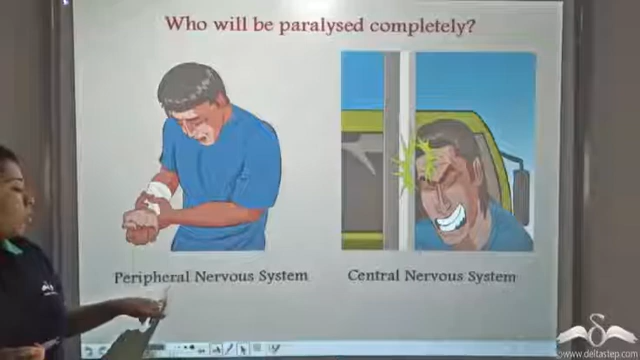 Who will be paralysed completely?
Peripheral Nervous System
Central Nervous System
www.deltastep.com